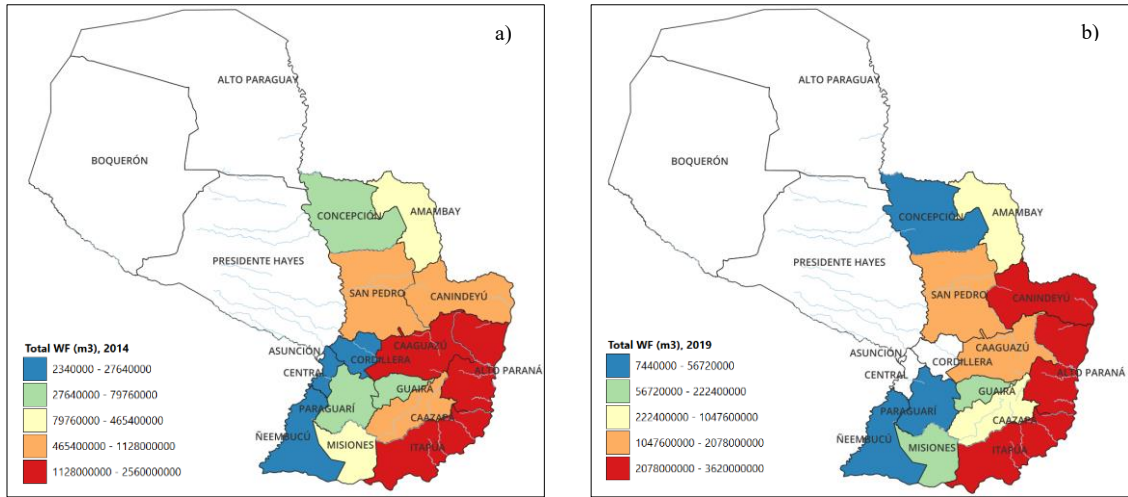 a)
ALTO PARAGUAY
BOQUERÓN
CONCEPCIÓN
AMAMBAY
PRESIDENTE HAYES
SAN PEDRO
CANINDEYÚ
ASUNCIÓN
CORDILLERA
CAAGUAZÚ
CENTRAL
ALTO PARANÁ
GUAIRÁ
PARAGUARÍ
CAAZAPÁ
ÑEEMBUCÚ
MISIONES
ITAPÚA
Total WF (m3), 2014
2340000 - 27640000
27640000 - 79760000
79760000 - 465400000
465400000 - 1128000000
1128000000 - 2560000000
b)
ALTO PARAGUAY
BOQUERÓN
CONCEPCIÓN
AMAMBAY
PRESIDENTE HAYES
SAN PEDRO
CANINDEYÚ
ASUNCIÓN
CORDILLERA
CAAGUAZÚ
CENTRAL
ALTO PARANÁ
GUAIRÁ
PARAGUARÍ
CAAZAPÁ
ÑEEMBUCÚ
MISIONES
ITAPÚA
Total WF (m3), 2019
7440000 - 56720000
56720000 - 222400000
222400000 - 1047600000
1047600000 - 2078000000
2078000000 - 3620000000